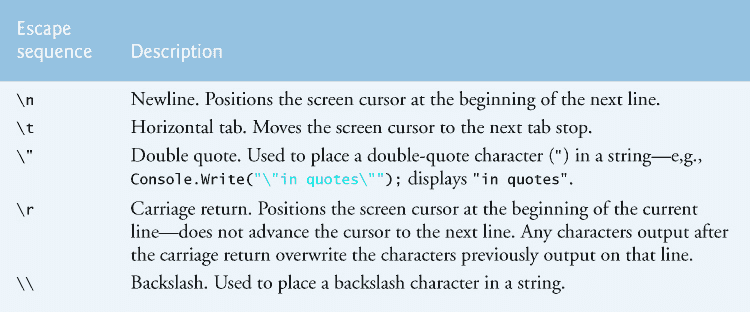 Escape
sequence Description
\n Newline. Positions the screen cursor at the beginning of the next line.
\t Horizontal tab. Moves the screen cursor to the next tab stop.
\" Double quote. Used to place a double-quote character (") in a string—e,g.,
Console.Write("\"in quotes\""); displays "in quotes".
\r Carriage return. Positions the screen cursor at the beginning of the current
line—does not advance the cursor to the next line. Any characters output after
the carriage return overwrite the characters previously output on that line.
\\ Backslash. Used to place a backslash character in a string.